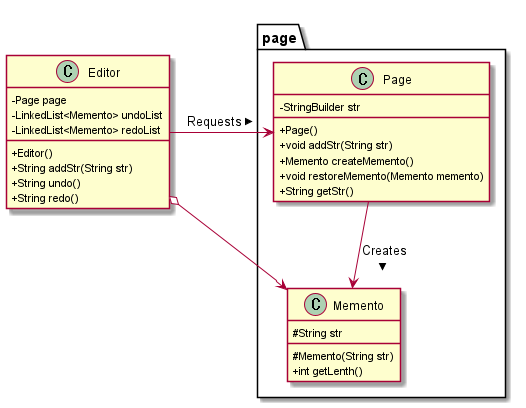 page
C Editor
-Page page
-LinkedList<Memento> undoList
-LinkedList<Memento> redoList
+Editor()
+String addStr(String str)
+String undo()
+String redo()
Requests
C Page
-StringBuilder str
+Page()
+void addStr(String str)
+Memento createMemento()
+void restoreMemento(Memento memento)
+String getStr()
Creates
C Memento
#String str
#Memento(String str)
+int getLenth()